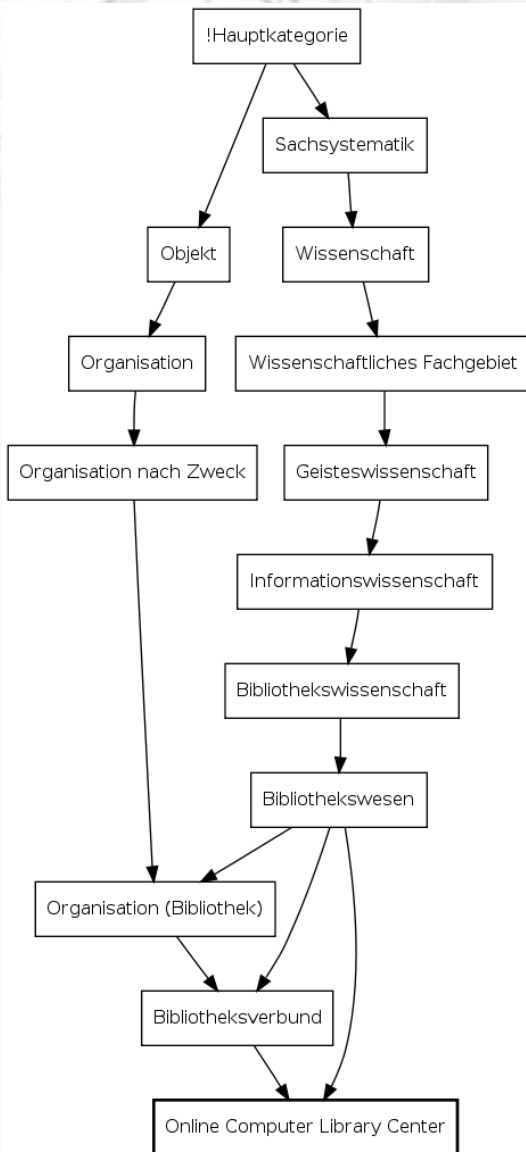 !Hauptkategorie
Sachsystematik
Objekt
Wissenschaft
Organisation
Wissenschaftliches Fachgebiet
Organisation nach Zweck
Geisteswissenschaft
Informationswissenschaft
Bibliothekswissenschaft
Bibliothekswesen
Organisation (Bibliothek)
Bibliotheksverbund
Online Computer Library Center